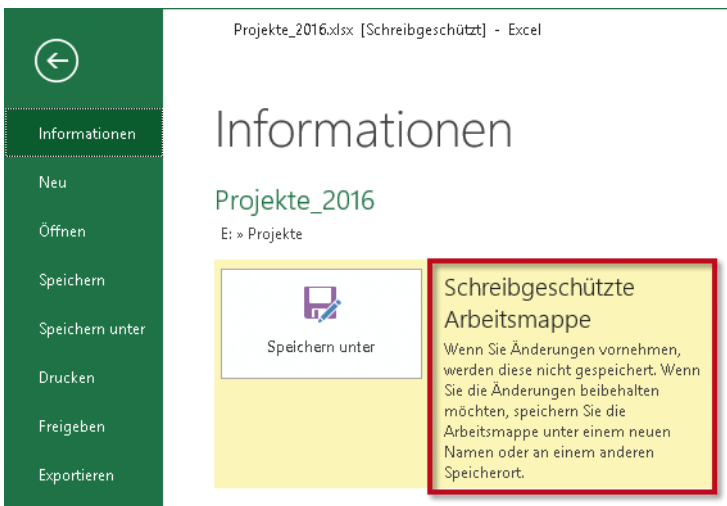 Projekte_2016.xlsx [Schreibgeschützt] - Excel
Informationen
Neu
Öffnen
Speichern
Speichern unter
Drucken
Freigeben
Exportieren
Informationen
Projekte_2016
E: » Projekte
Speichern unter
Schreibgeschützte
Arbeitsmappe
Wenn Sie Änderungen vornehmen,
werden diese nicht gespeichert. Wenn
Sie die Änderungen beibehalten
möchten, speichern Sie die
Arbeitsmappe unter einem neuen
Namen oder an einem anderen
Speicherort.